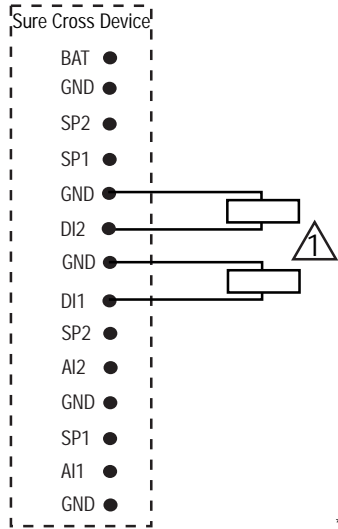 Sure Cross Device
BAT
GND
SP2
SP1
GND
DI2
1
GND
DI1
SP2
AI2
GND
SP1
AI1
GND